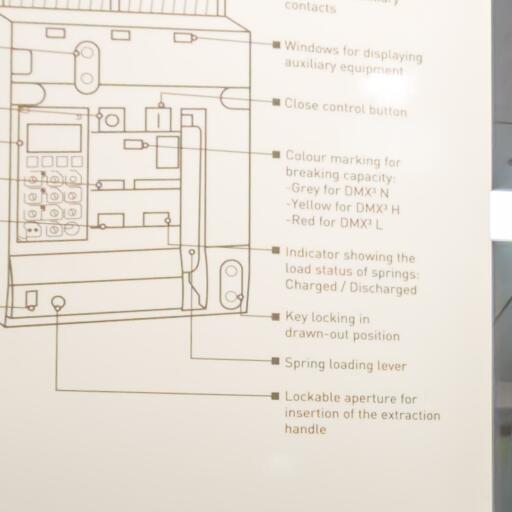 contacts
Windows for displaying
auxiliary equipment
Close control button
Colour marking for
breaking capacity:
-Grey for DMX³ N
-Yellow for DMX³ H
-Red for DMX³ L
Indicator showing the
load status of springs:
Charged / Discharged
Key locking in
drawn-out position
Spring loading lever
Lockable aperture for
insertion of the extraction
handle